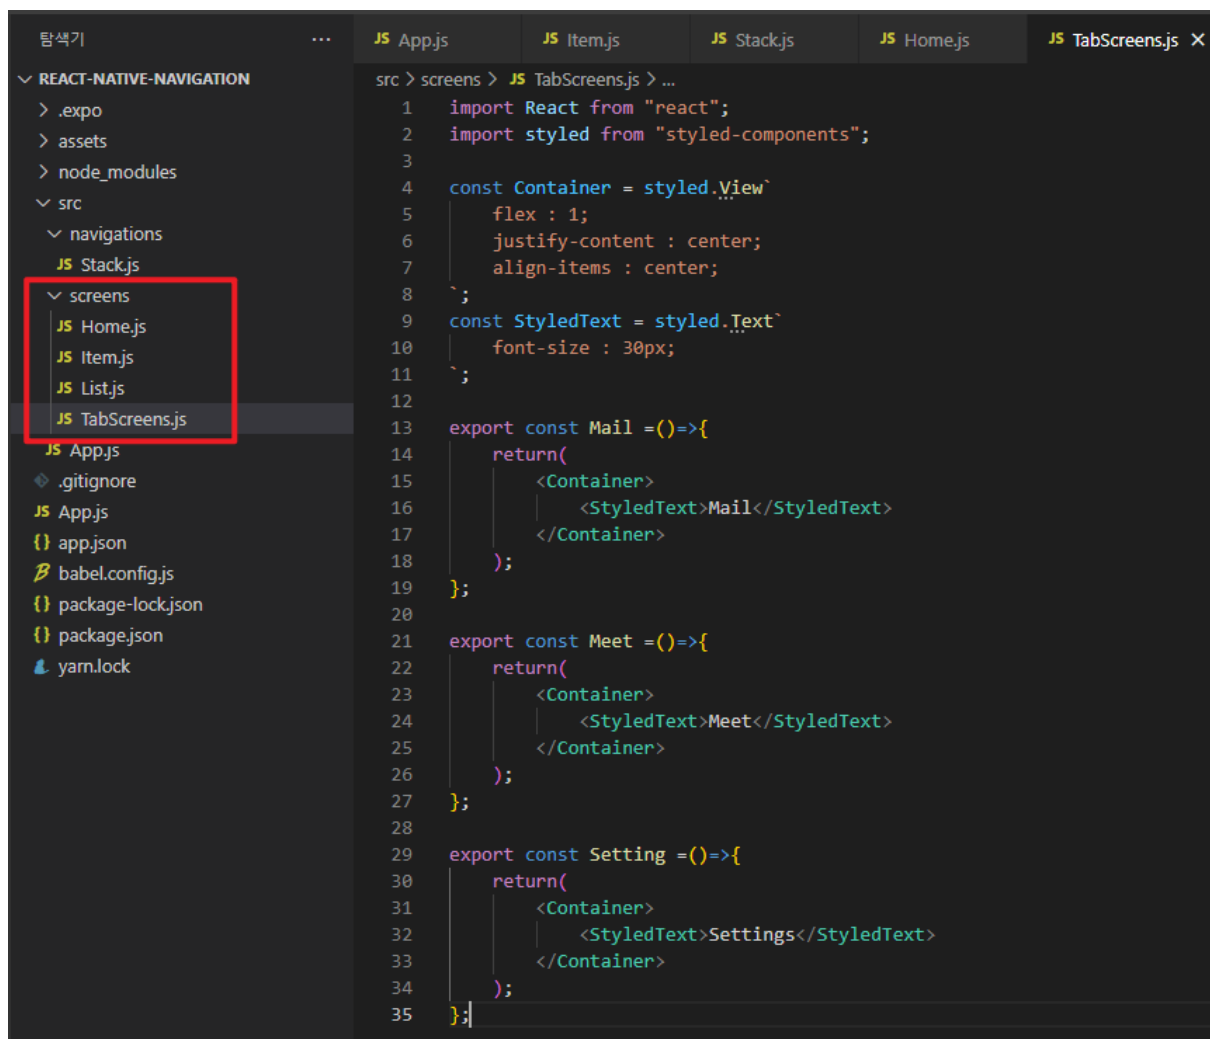 탐색기 ...
REACT-NATIVE-NAVIGATION
.expo
assets
node_modules
src
navigations
JS Stack.js
screens
JS Home.js
JS Item.js
JS List.js
JS TabScreens.js
JS App.js
.gitignore
JS App.js
{} app.json
babel.config.js
{} package-lock.json
{} package.json
yarn.lock
JS App.js JS Item.js JS Stack.js JS Home.js JS TabScreens.js ×
src > screens > JS TabScreens.js > ...
1 import React from "react";
2 import styled from "styled-components";
3
4 const Container = styled.View`
5 flex : 1;
6 justify-content : center;
7 align-items : center;
8 `;
9 const StyledText = styled.Text`
10 font-size : 30px;
11 `;
12
13 export const Mail =()=>{
14 return(
15 <Container>
16 <StyledText>Mail</StyledText>
17 </Container>
18 );
19 };
20
21 export const Meet =()=>{
22 return(
23 <Container>
24 <StyledText>Meet</StyledText>
25 </Container>
26 );
27 };
28
29 export const Setting =()=>{
30 return(
31 <Container>
32 <StyledText>Settings</StyledText>
33 </Container>
34 );
35 };